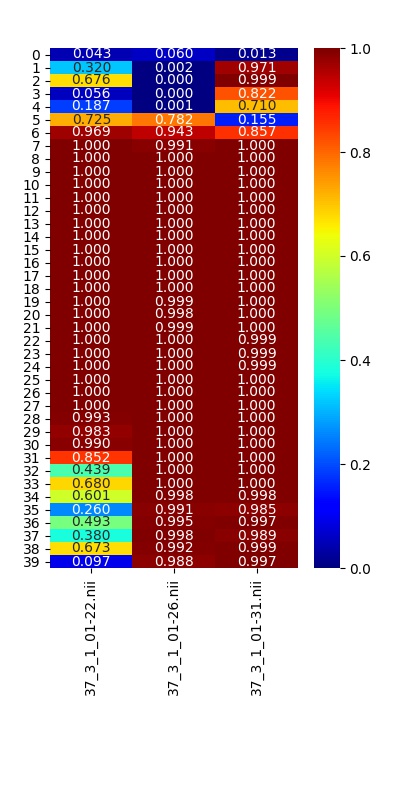 0 0.043 0.060 0.013 1.0
1 0.320 0.002 0.971
2 0.676 0.000 0.999
3 0.056 0.000 0.822
4 0.187 0.001 0.710
5 0.725 0.782 0.155
6 0.969 0.943 0.857
7 1.000 0.991 1.000
8 1.000 1.000 1.000 0.8
9 1.000 1.000 1.000
10 1.000 1.000 1.000
11 1.000 1.000 1.000
12 1.000 1.000 1.000
13 1.000 1.000 1.000
14 1.000 1.000 1.000
15 1.000 1.000 1.000
16 1.000 1.000 1.000 0.6
17 1.000 1.000 1.000
18 1.000 1.000 1.000
19 1.000 0.999 1.000
20 1.000 0.998 1.000
21 1.000 0.999 1.000
22 1.000 1.000 0.999
23 1.000 1.000 0.999
24 1.000 1.000 0.999 0.4
25 1.000 1.000 1.000
26 1.000 1.000 1.000
27 1.000 1.000 1.000
28 0.993 1.000 1.000
29 0.983 1.000 1.000
30 0.990 1.000 1.000
31 0.852 1.000 1.000
32 0.439 1.000 1.000 0.2
33 0.680 1.000 1.000
34 0.601 0.998 0.998
35 0.260 0.991 0.985
36 0.493 0.995 0.997
37 0.380 0.998 0.989
38 0.673 0.992 0.999
39 0.097 0.988 0.997 0.0
37_3_1_01-22.nii
37_3_1_01-26.nii
37_3_1_01-31.nii